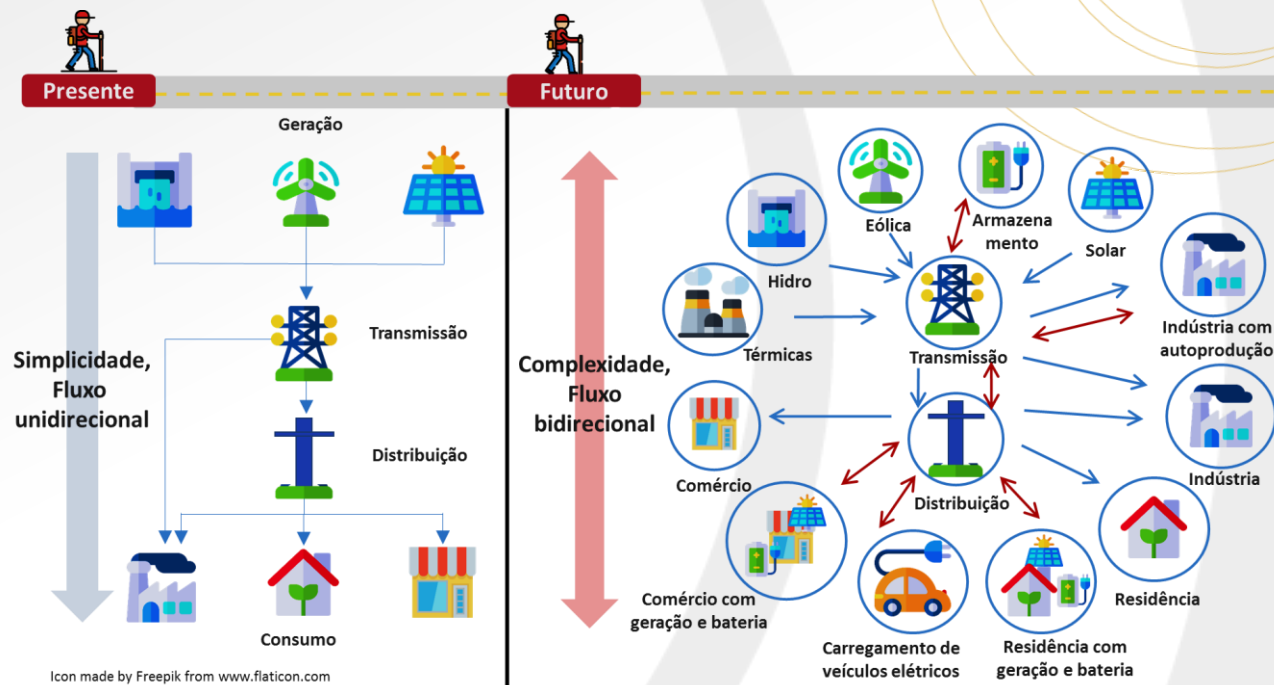 Presente
Futuro
Geração
Transmissão
Distribuição
Consumo
Simplicidade,
Fluxo
unidirecional
Icon made by Freepik from www.flaticon.com
Complexidade,
Fluxo
bidirecional
Eólica
Armazena
mento
Solar
Hidro
Térmicas
Transmissão
Indústria com
autoprodução
Comércio
Distribuição
Indústria
Comércio com
geração e bateria
Carregamento de
veículos elétricos
Residência com
geração e bateria
Residência